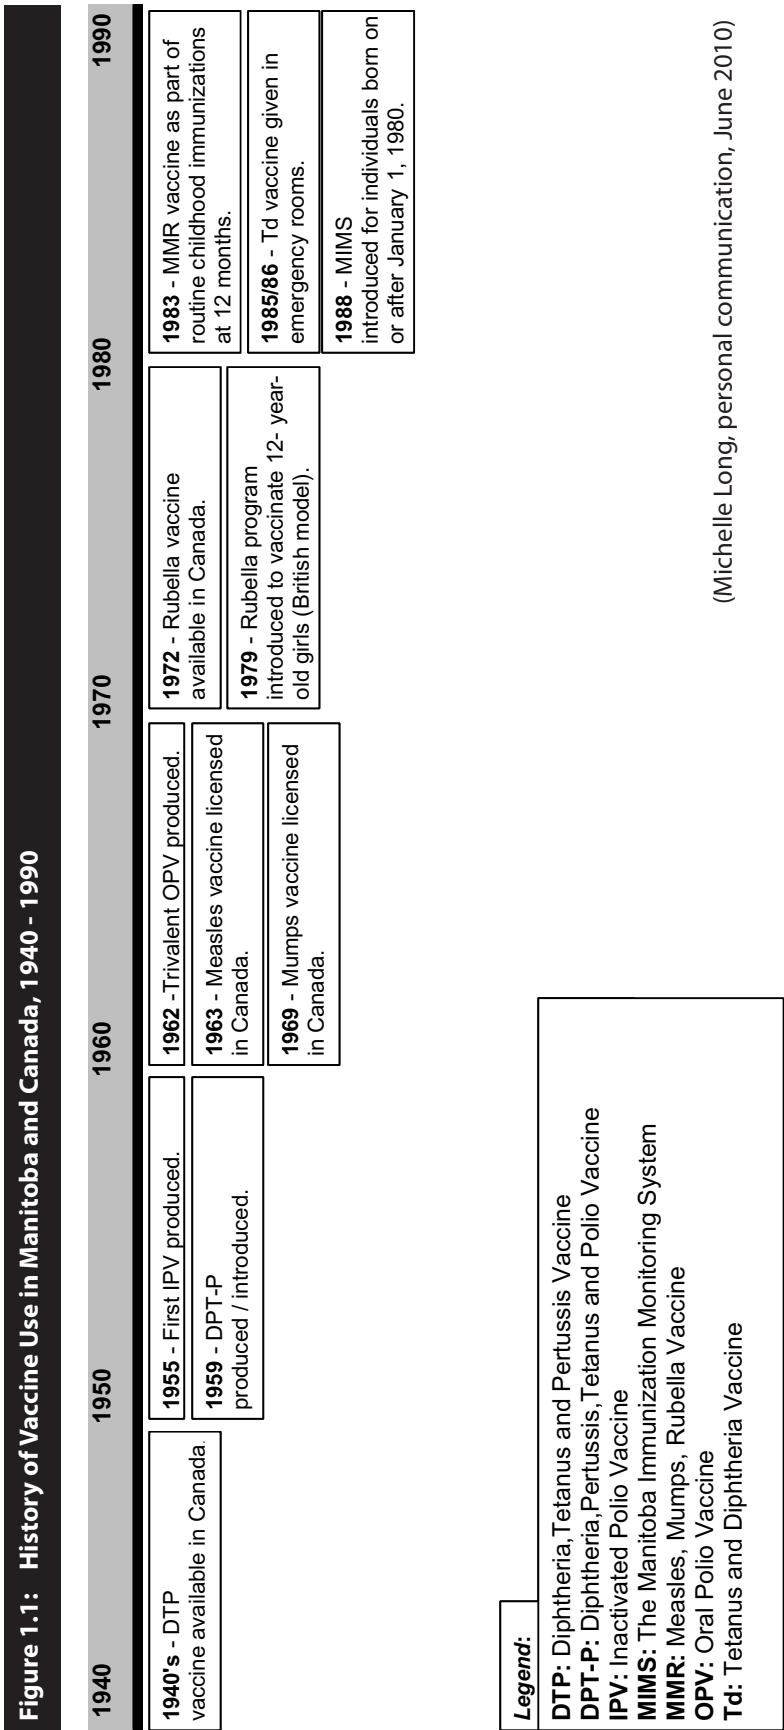 Figure 1.1: History of Vaccine Use in Manitoba and Canada, 1940 - 1990
1940 1950 1960 1970 1980 1990
1940's - DTP
vaccine available in Canada.
1955 - First IPV produced.
1959 - DPT-P
produced / introduced.
1962 -Trivalent OPV produced.
1963 - Measles vaccine licensed
in Canada.
1969 - Mumps vaccine licensed
in Canada.
1972 - Rubella vaccine
available in Canada.
1979 - Rubella program
introduced to vaccinate 12- year-
old girls (British model).
1983 - MMR vaccine as part of
routine childhood immunizations
at 12 months.
1985/86 - Td vaccine given in
emergency rooms.
1988 - MIMS
introduced for individuals born on
or after January 1, 1980.
Legend:
DTP: Diphtheria,Tetanus and Pertussis Vaccine
DPT-P: Diphtheria,Pertussis,Tetanus and Polio Vaccine
IPV: Inactivated Polio Vaccine
MIMS: The Manitoba Immunization Monitoring System
MMR: Measles, Mumps, Rubella Vaccine
OPV: Oral Polio Vaccine
Td: Tetanus and Diphtheria Vaccine
(Michelle Long, personal communication, June 2010)